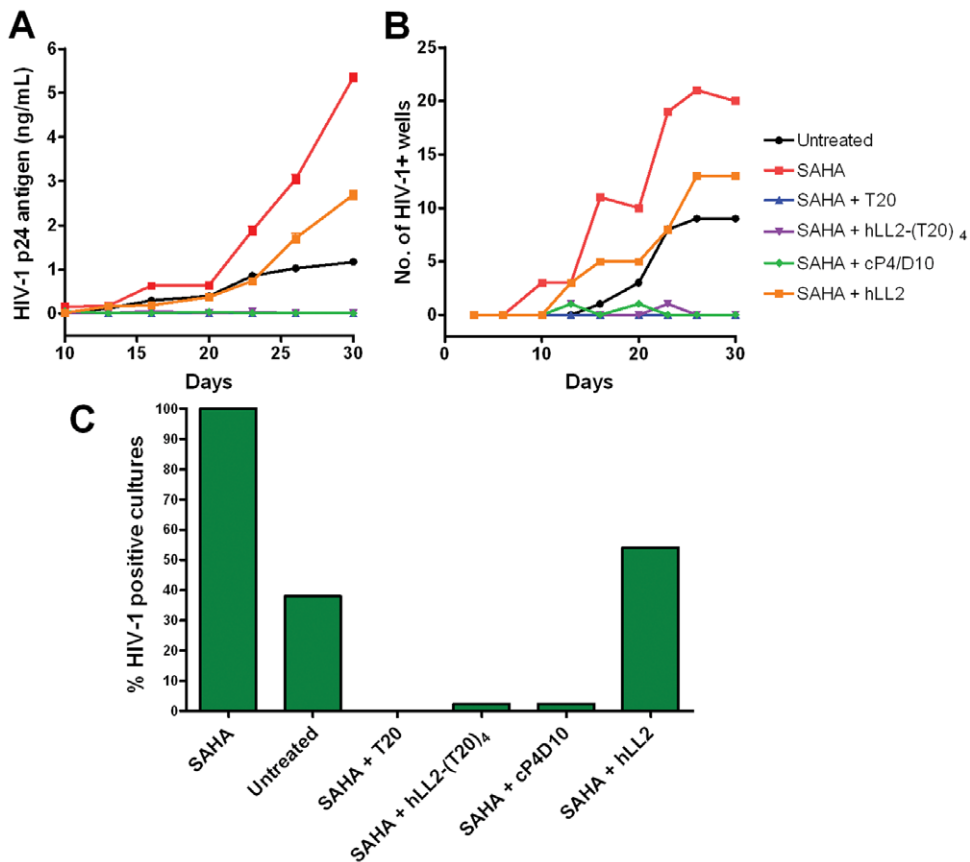 A
HIV-1 p24 antigen (ng/mL)
6
5
4
3
2
1
0
10
15
20
25
30
Days
B
No. of HIV-1+ wells
25
20
15
10
5
0
0
10
20
30
Days
Untreated
SAHA
SAHA + T20
SAHA + hLL2-(T20) 4
SAHA + cP4/D10
SAHA + hLL2
C
% HIV-1 positive cultures
100
90
80
70
60
50
40
30
20
10
0
SAHA
Untreated
SAHA + T20
SAHA + hLL2-(T20)4
SAHA + cP4D10
SAHA + hLL2